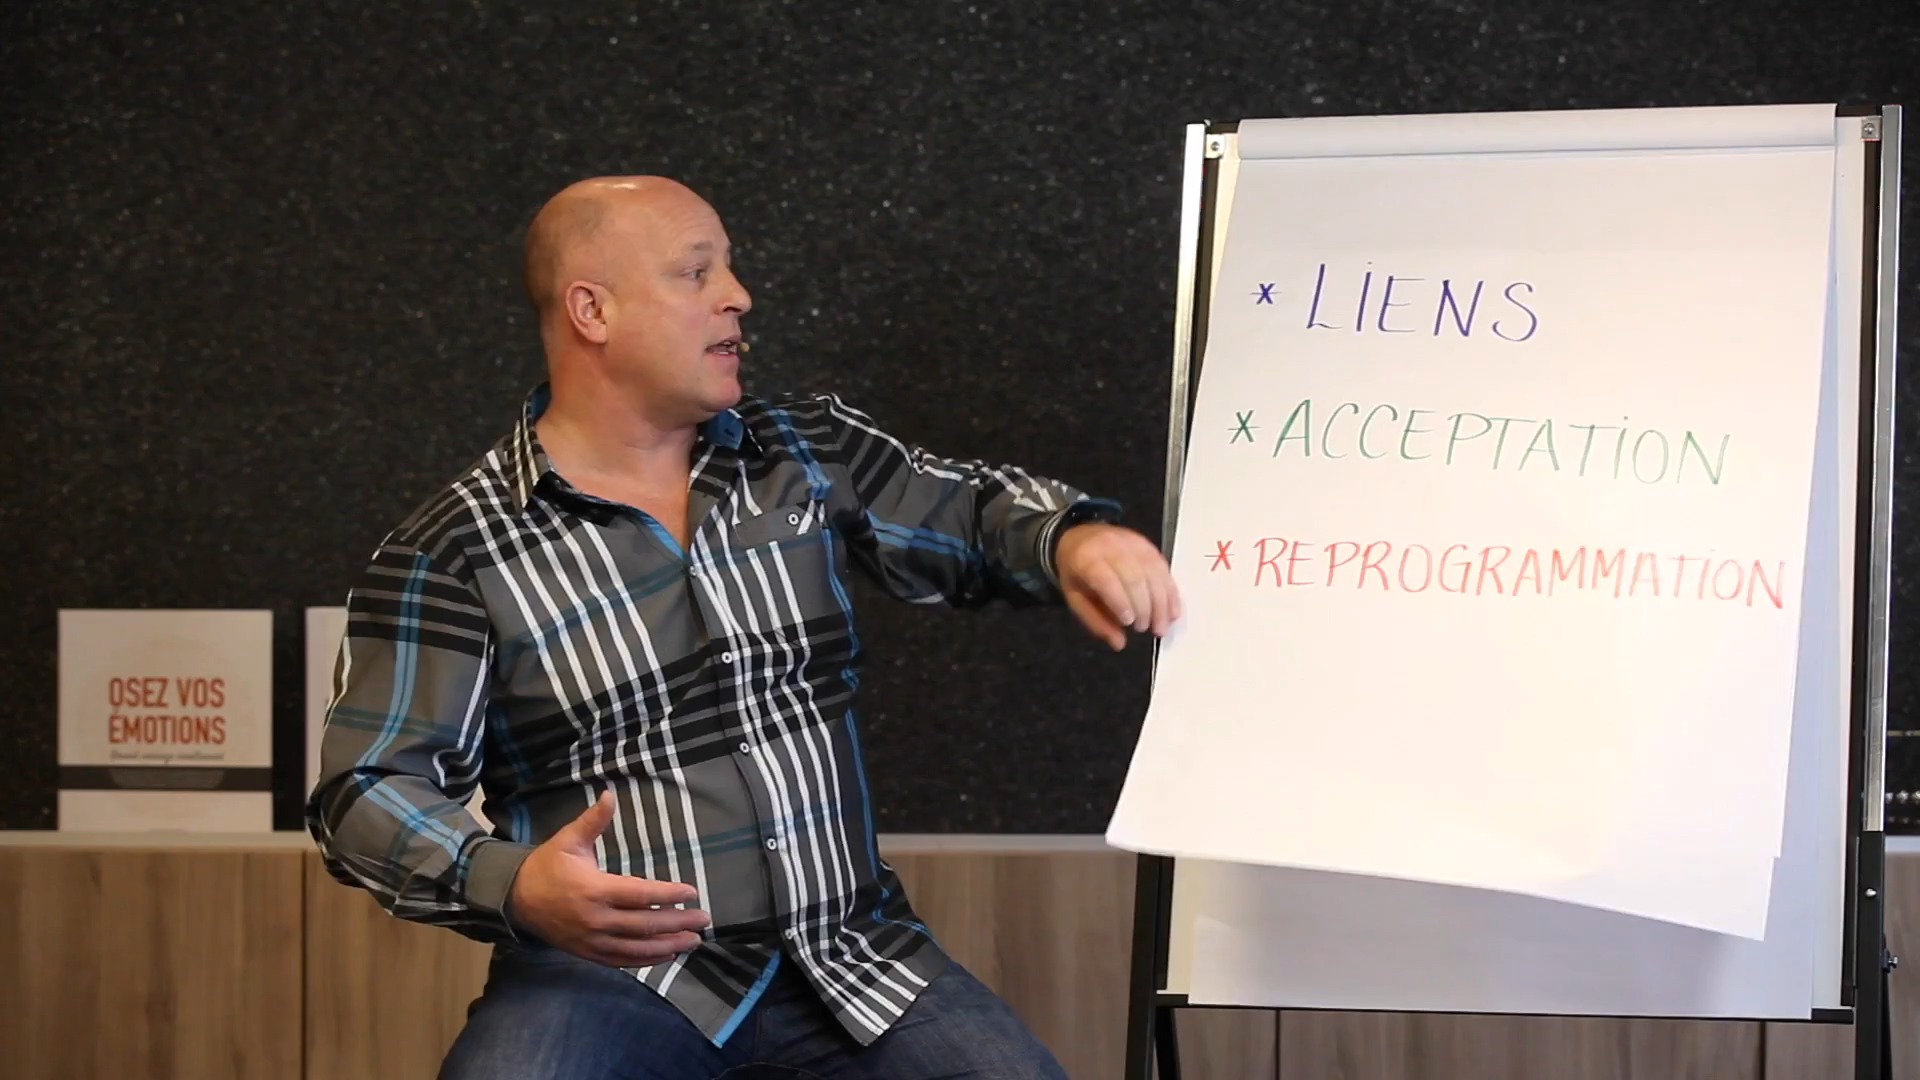 * LIENS
* ACCEPTATION
* REPROGRAMMATION
OSEZ VOS
ÉMOTIONS